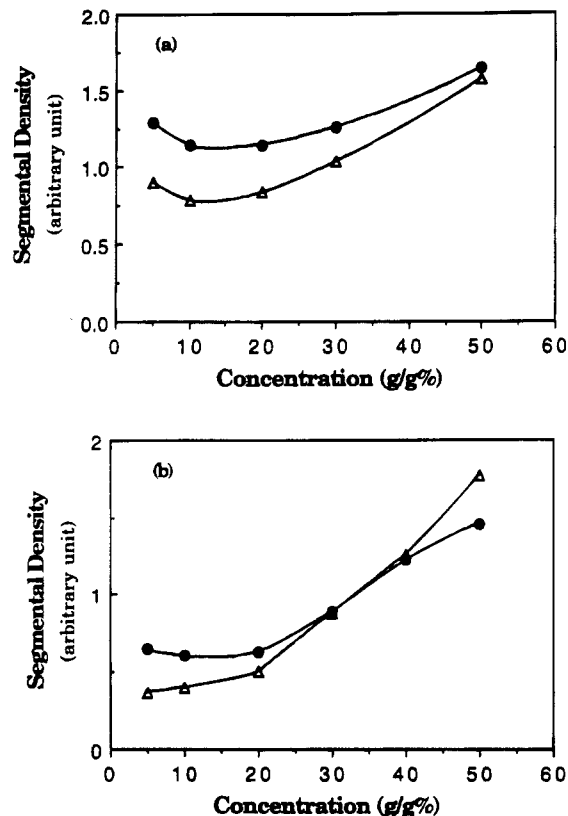 (a)
Segmental Density
(arbitrary unit)
2.0
1.5
1.0
0.5
0.0
0 10 20 30 40 50 60
Concentration (g/g%)
(b)
Segmental Density
(arbitrary unit)
2
1
0
0 10 20 30 40 50 60
Concentration (g/g%)